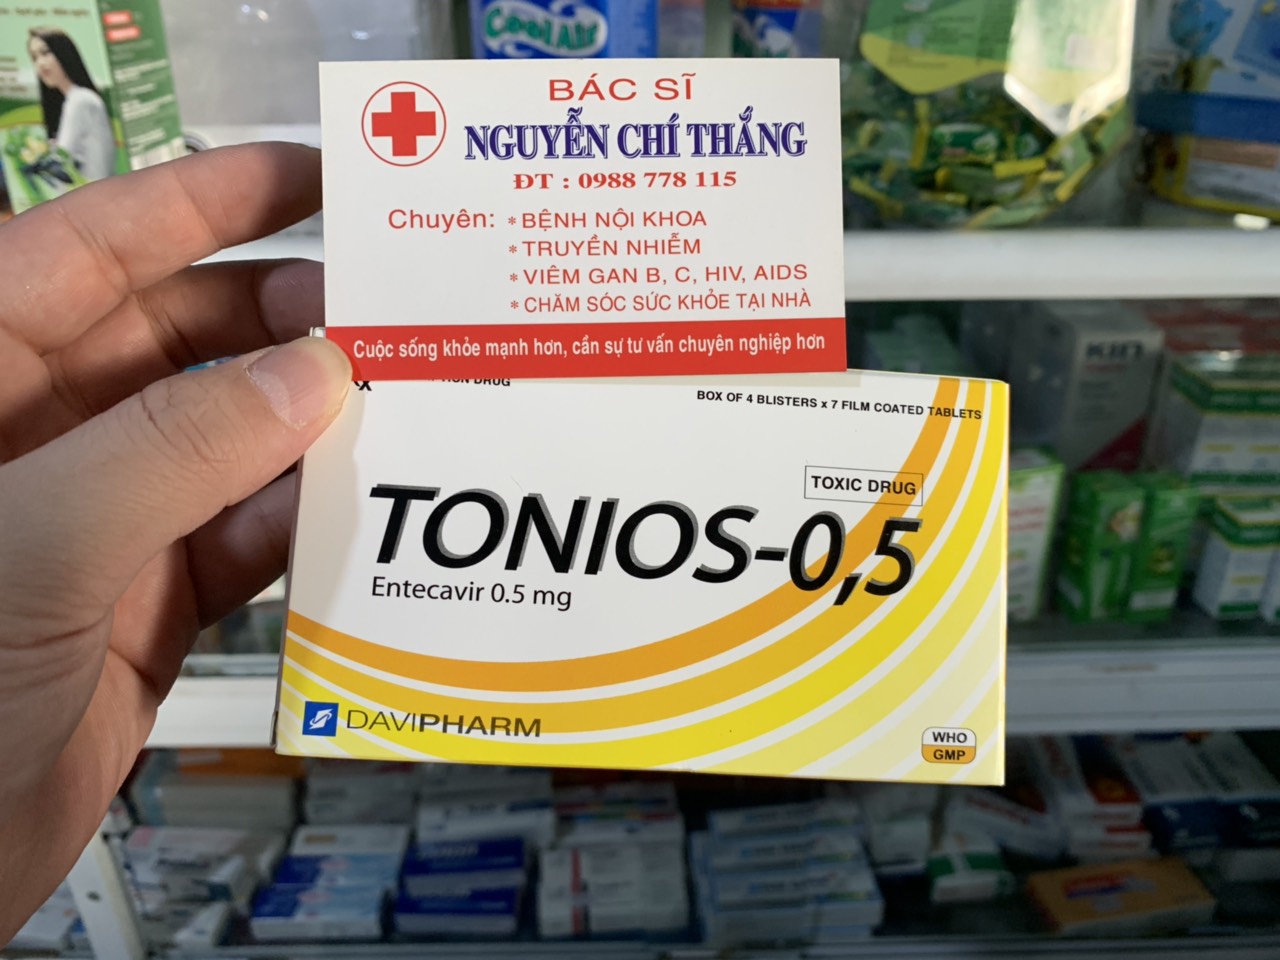 Cool Air
BÁC SĨ
NGUYỄN CHÍ THẮNG
ĐT : 0988 778 115
Chuyên: * BỆNH NỘI KHOA
* TRUYỀN NHIỄM
* VIÊM GAN B, C, HIV, AIDS
* CHĂM SÓC SỨC KHỎE TẠI NHÀ
Cuộc sống khỏe mạnh hơn, cần sự tư vấn chuyên nghiệp hơn
DRUG
BOX OF 4 BLISTERS x 7 FILM COATED TABLETS
TOXIC DRUG
TONIOS-0,5
Entecavir 0.5 mg
DAVIPHARM
WHO
GMP